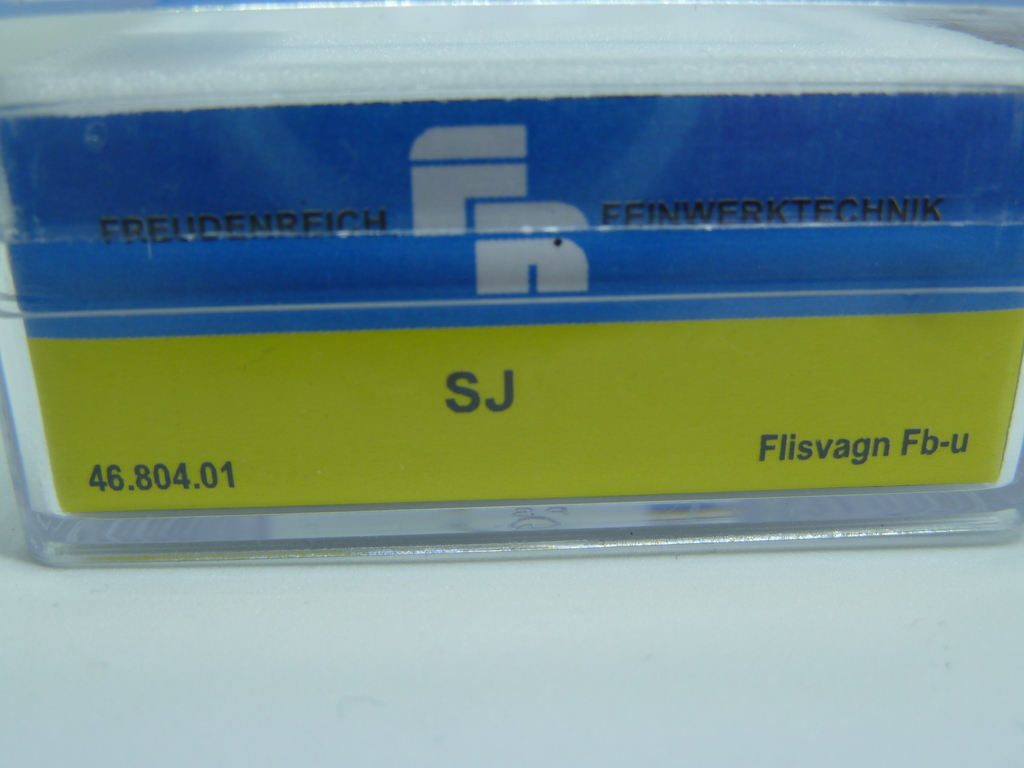 FREUDENREICH FEINWERKTECHNIK
SJ
46.804.01 Flisvagn Fb-u